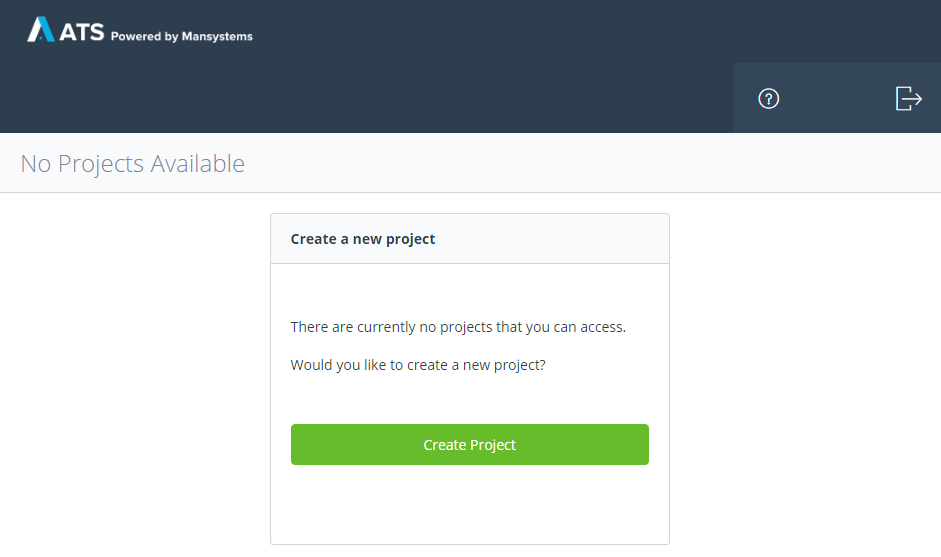 ATS Powered by Mansystems
?
No Projects Available
Create a new project
There are currently no projects that you can access.
Would you like to create a new project?
Create Project